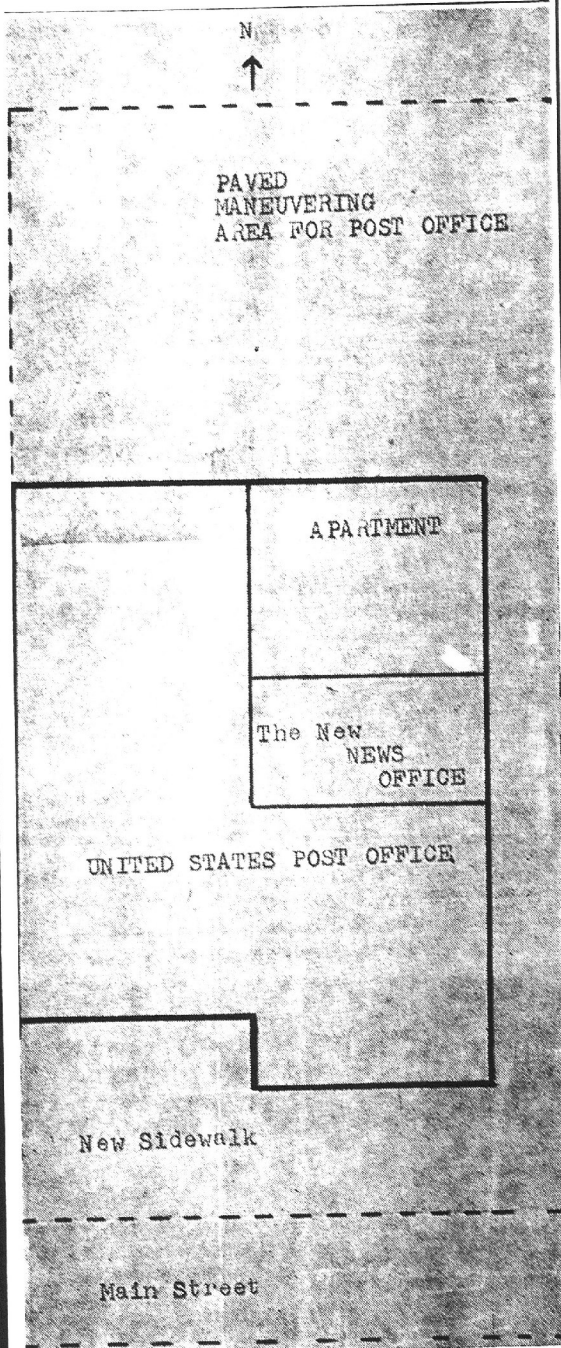 N
PAVED
MANEUVERING
AREA FOR POST OFFICE
APARTMENT
The New
NEWS
OFFICE
UNITED STATES POST OFFICE
New Sidewalk
Main Street